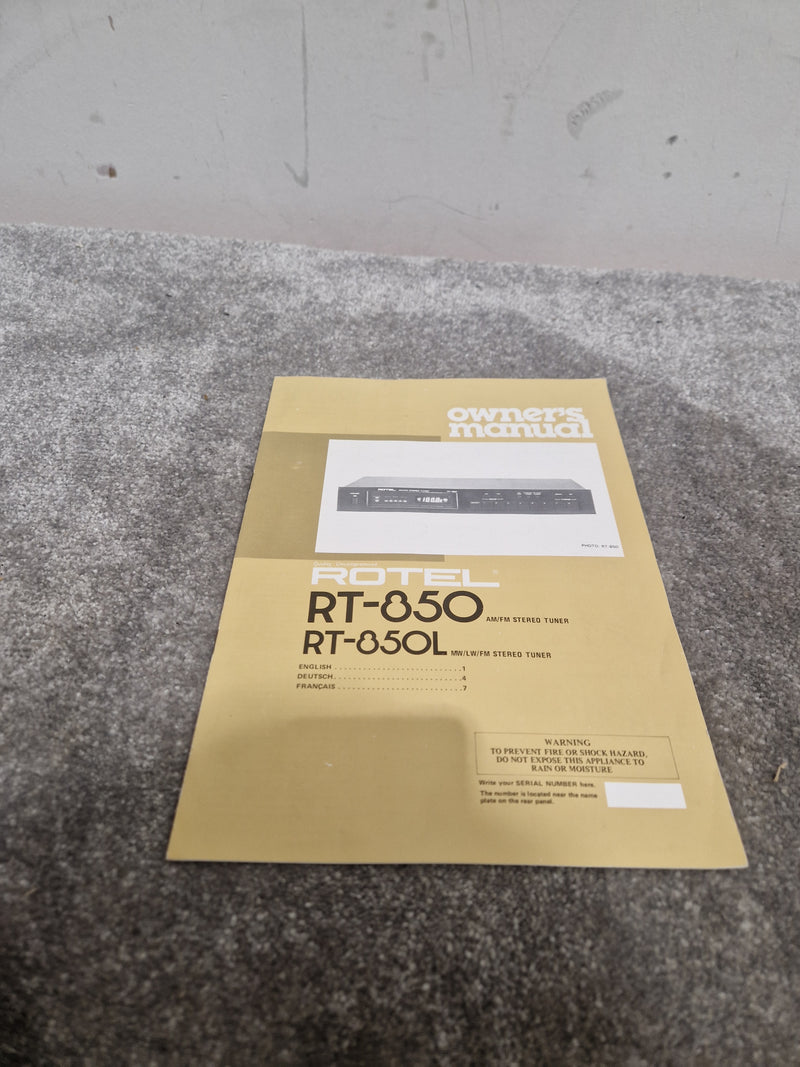 owner's
manual
ROTEL
PHOTO: RT-850
Quality - Uncompromised
ROTEL
RT-850 AM/FM STEREO TUNER
RT-850L MW/LW/FM STEREO TUNER
ENGLISH . . . . . . . . . . . . . . . . . . . . . . . . . 1
DEUTSCH . . . . . . . . . . . . . . . . . . . . . . . . . 4
FRANÇAIS . . . . . . . . . . . . . . . . . . . . . . . . . 7
WARNING
TO PREVENT FIRE OR SHOCK HAZARD,
DO NOT EXPOSE THIS APPLIANCE TO
RAIN OR MOISTURE
Write your SERIAL NUMBER here.
The number is located near the name
plate on the rear panel.